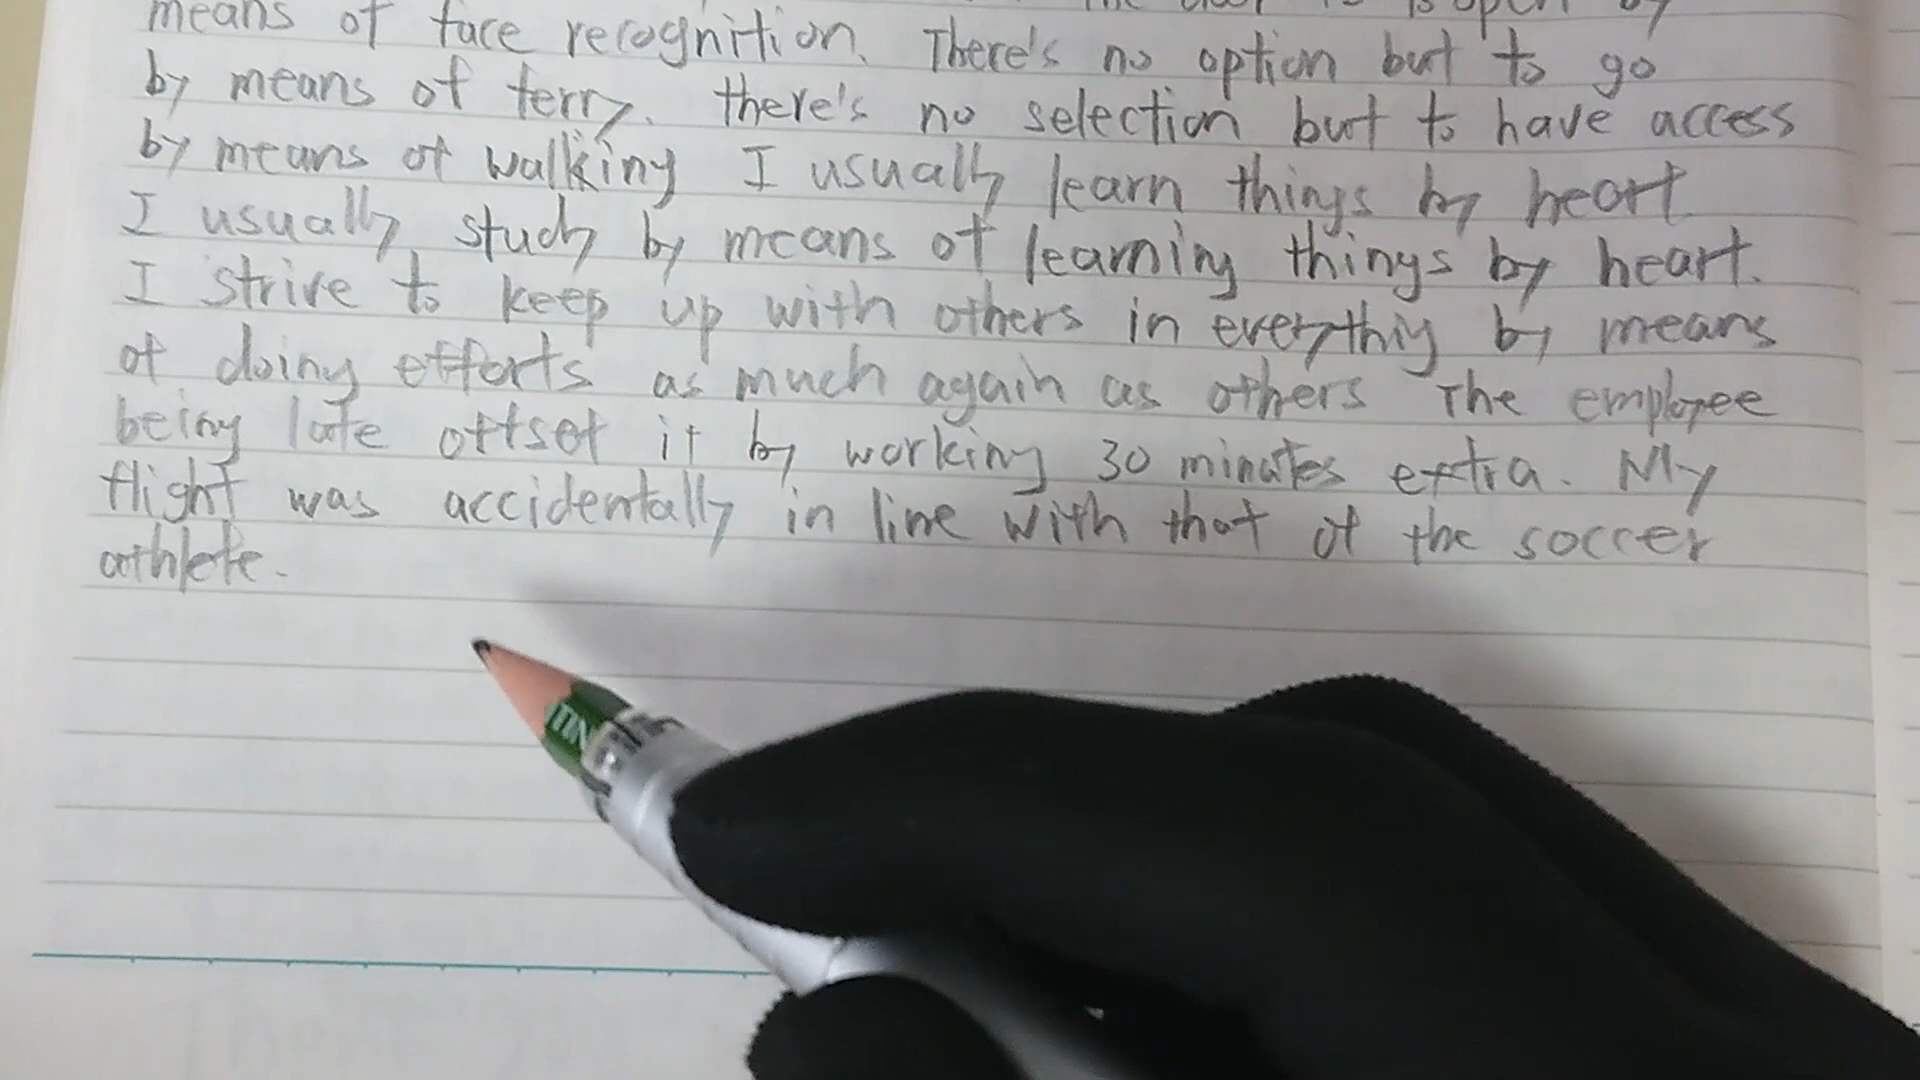 is open by
means of face recognition. There's no option but to go
by means of ferry. there's no selection but to have access
by means of walking I usually learn things by heart
I usually study by means of learning things by heart.
I strive to keep up with others in everythiy by means
of doing efforts as much again as others The employee
being late offset it by working 30 minutes extra. My
flight was accidentally in line with that of the soccer
athlete.